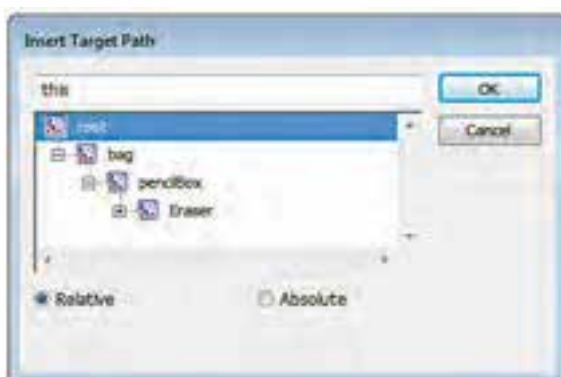 Insert Target Path
this
OK
root
Cancel
bag
pencilBox
Eraser
Relative
Absolute